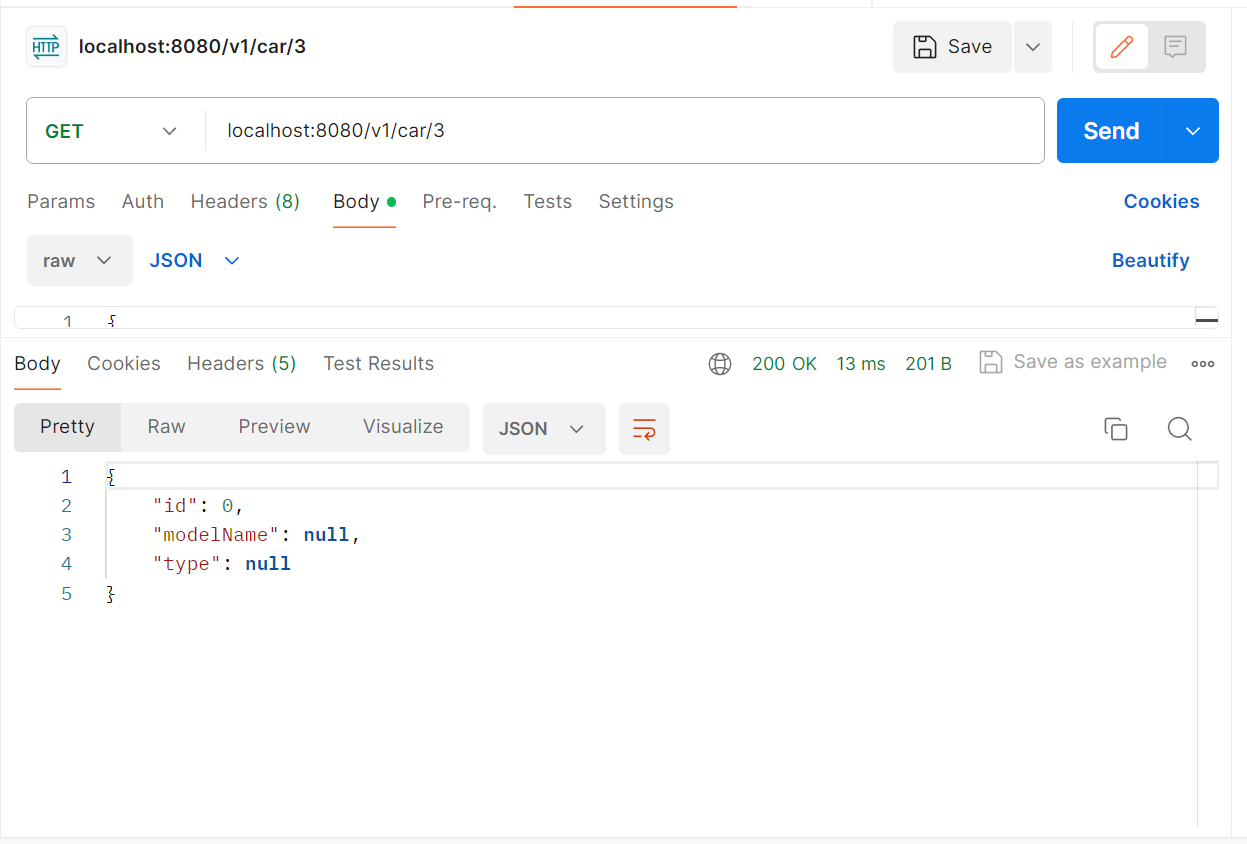 HTTP localhost:8080/v1/car/3 Save
GET localhost:8080/v1/car/3 Send
Params Auth Headers (8) Body Pre-req. Tests Settings Cookies
raw JSON Beautify
1 {
Body Cookies Headers (5) Test Results 200 OK 13 ms 201 B Save as example
Pretty Raw Preview Visualize JSON
1 {
2 "id": 0,
3 "modelName": null,
4 "type": null
5 }